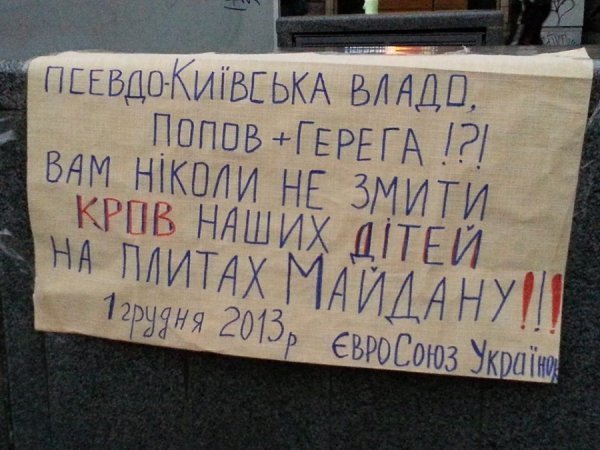 ПСЕВДО-КИЇВСЬКА ВЛАДО,
ПОПОВ + ГЕРЕГА !?!
ВАМ НІКОЛИ НЕ ЗМИТИ
КРОВ НАШИХ ДІТЕЙ
НА ПЛИТАХ МАЙДАНУ!!!
1 грудня 2013р
ЄВРОСоюз